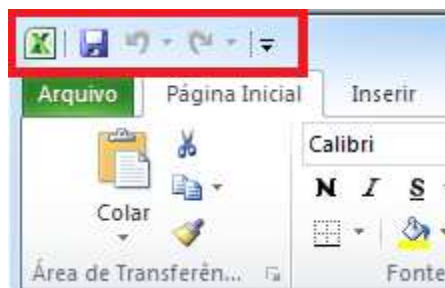 Arquivo Página Inicial Inserir
Calibri
N I S
Colar
Área de Transferên... Fonte